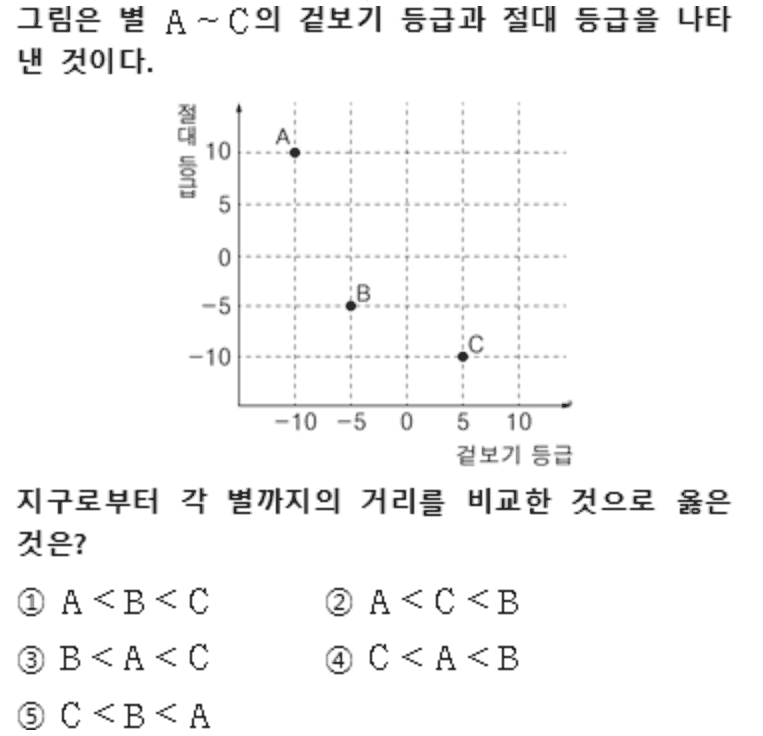 그림은 별 A ~ C의 겉보기 등급과 절대 등급을 나타
낸 것이다.
절대 등급
A
10
5
0
B
-5
C
-10
-10 -5 0 5 10
겉보기 등급
지구로부터 각 별까지의 거리를 비교한 것으로 옳은
것은?
① A < B < C ② A < C < B
③ B < A < C ④ C < A < B
⑤ C < B < A